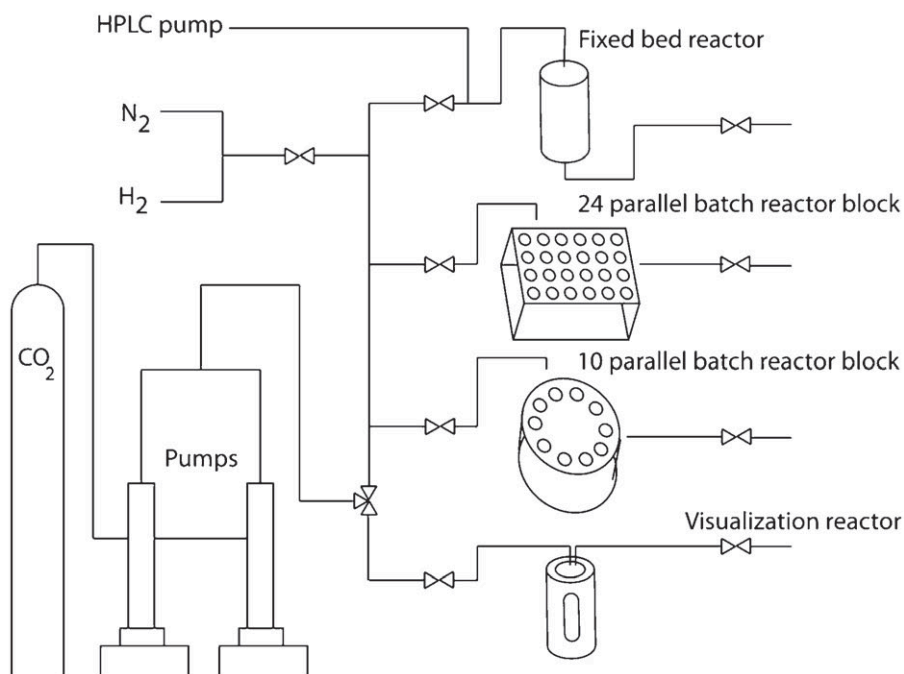 HPLC pump
Fixed bed reactor
N2
H2
24 parallel batch reactor block
CO2
10 parallel batch reactor block
Pumps
Visualization reactor